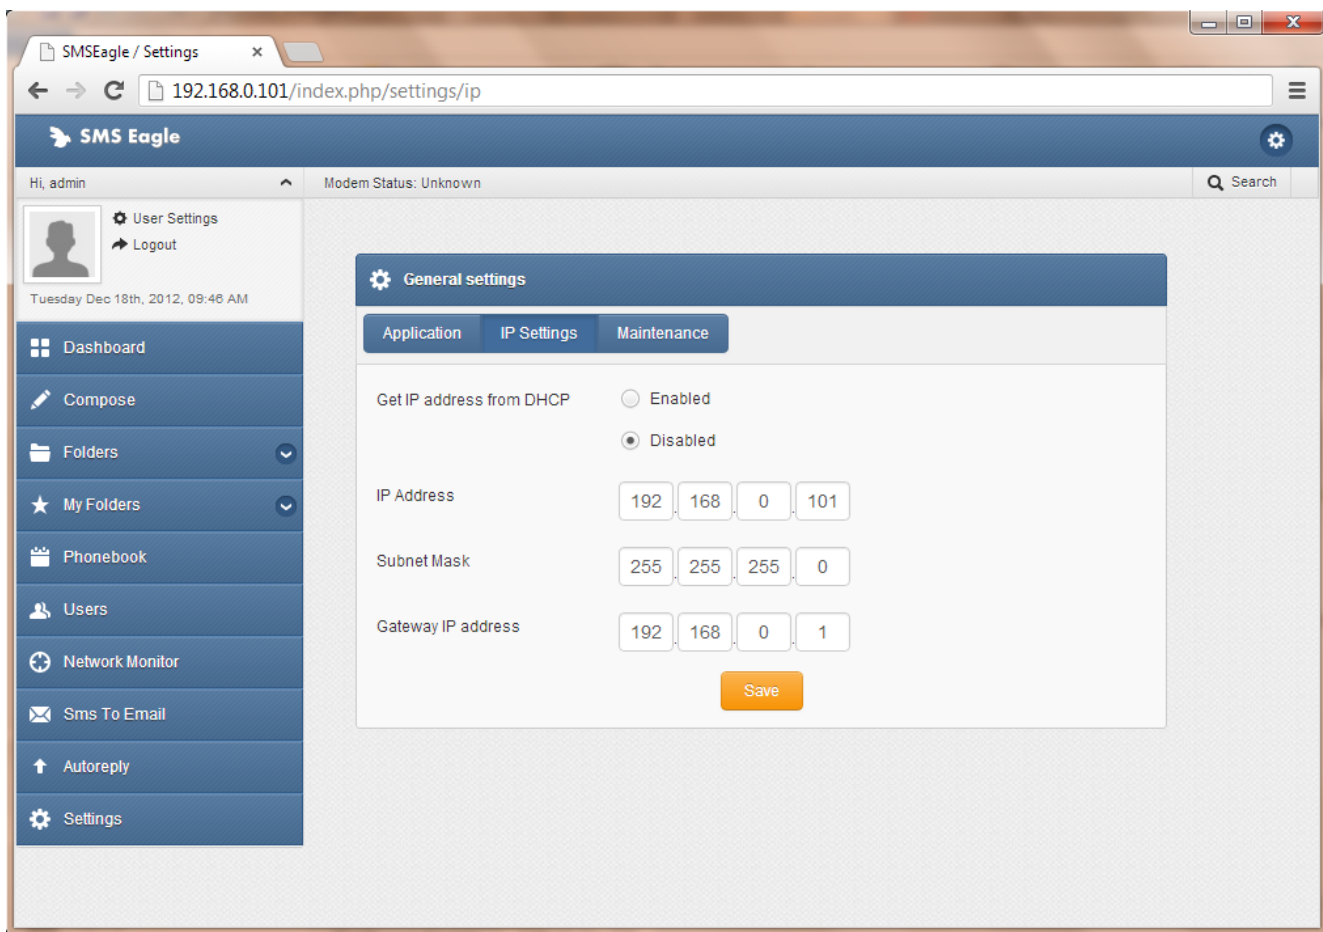 SMSEagle / Settings
192.168.0.101/index.php/settings/ip
SMS Eagle
Hi, admin
Modem Status: Unknown
Search
User Settings
Logout
Tuesday Dec 18th, 2012, 09:46 AM
Dashboard
Compose
Folders
My Folders
Phonebook
Users
Network Monitor
Sms To Email
Autoreply
Settings
General settings
Application IP Settings Maintenance
Get IP address from DHCP Enabled
Disabled
IP Address 192 . 168 . 0 . 101
Subnet Mask 255 . 255 . 255 . 0
Gateway IP address 192 . 168 . 0 . 1
Save